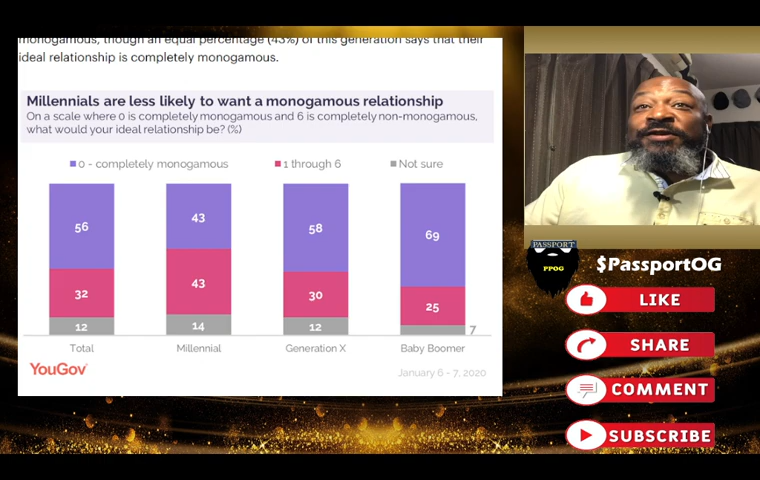 monogamous, though an equal percentage (43%) of this generation says that their
ideal relationship is completely monogamous.
Millennials are less likely to want a monogamous relationship
On a scale where 0 is completely monogamous and 6 is completely non-monogamous,
what would your ideal relationship be? (%)
0 - completely monogamous
1 through 6
Not sure
56
43
58
69
32
43
30
25
12
14
12
7
Total
Millennial
Generation X
Baby Boomer
YouGov
January 6 - 7, 2020
PASSPORT
PPOG
$PassportOG
LIKE
SHARE
COMMENT
SUBSCRIBE